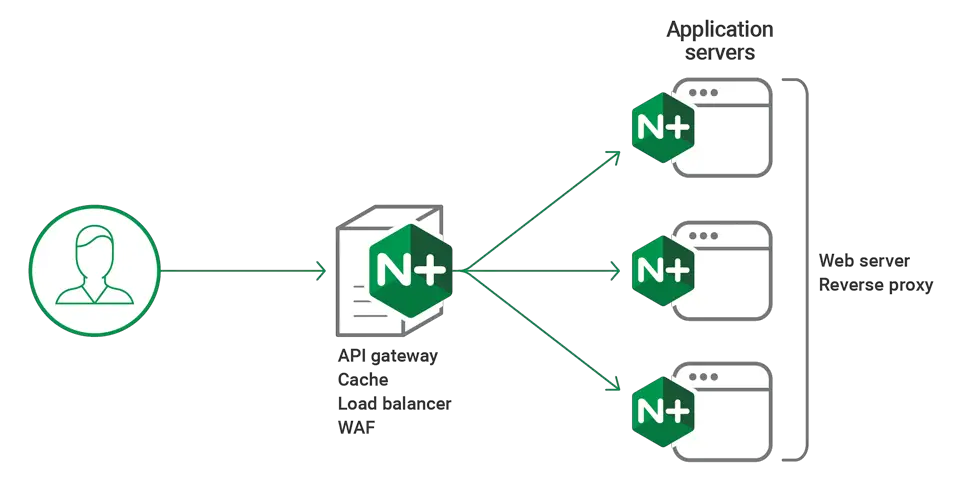 Application
servers
N+
N+
N+
N+
API gateway
Cache
Load balancer
WAF
Web server
Reverse proxy